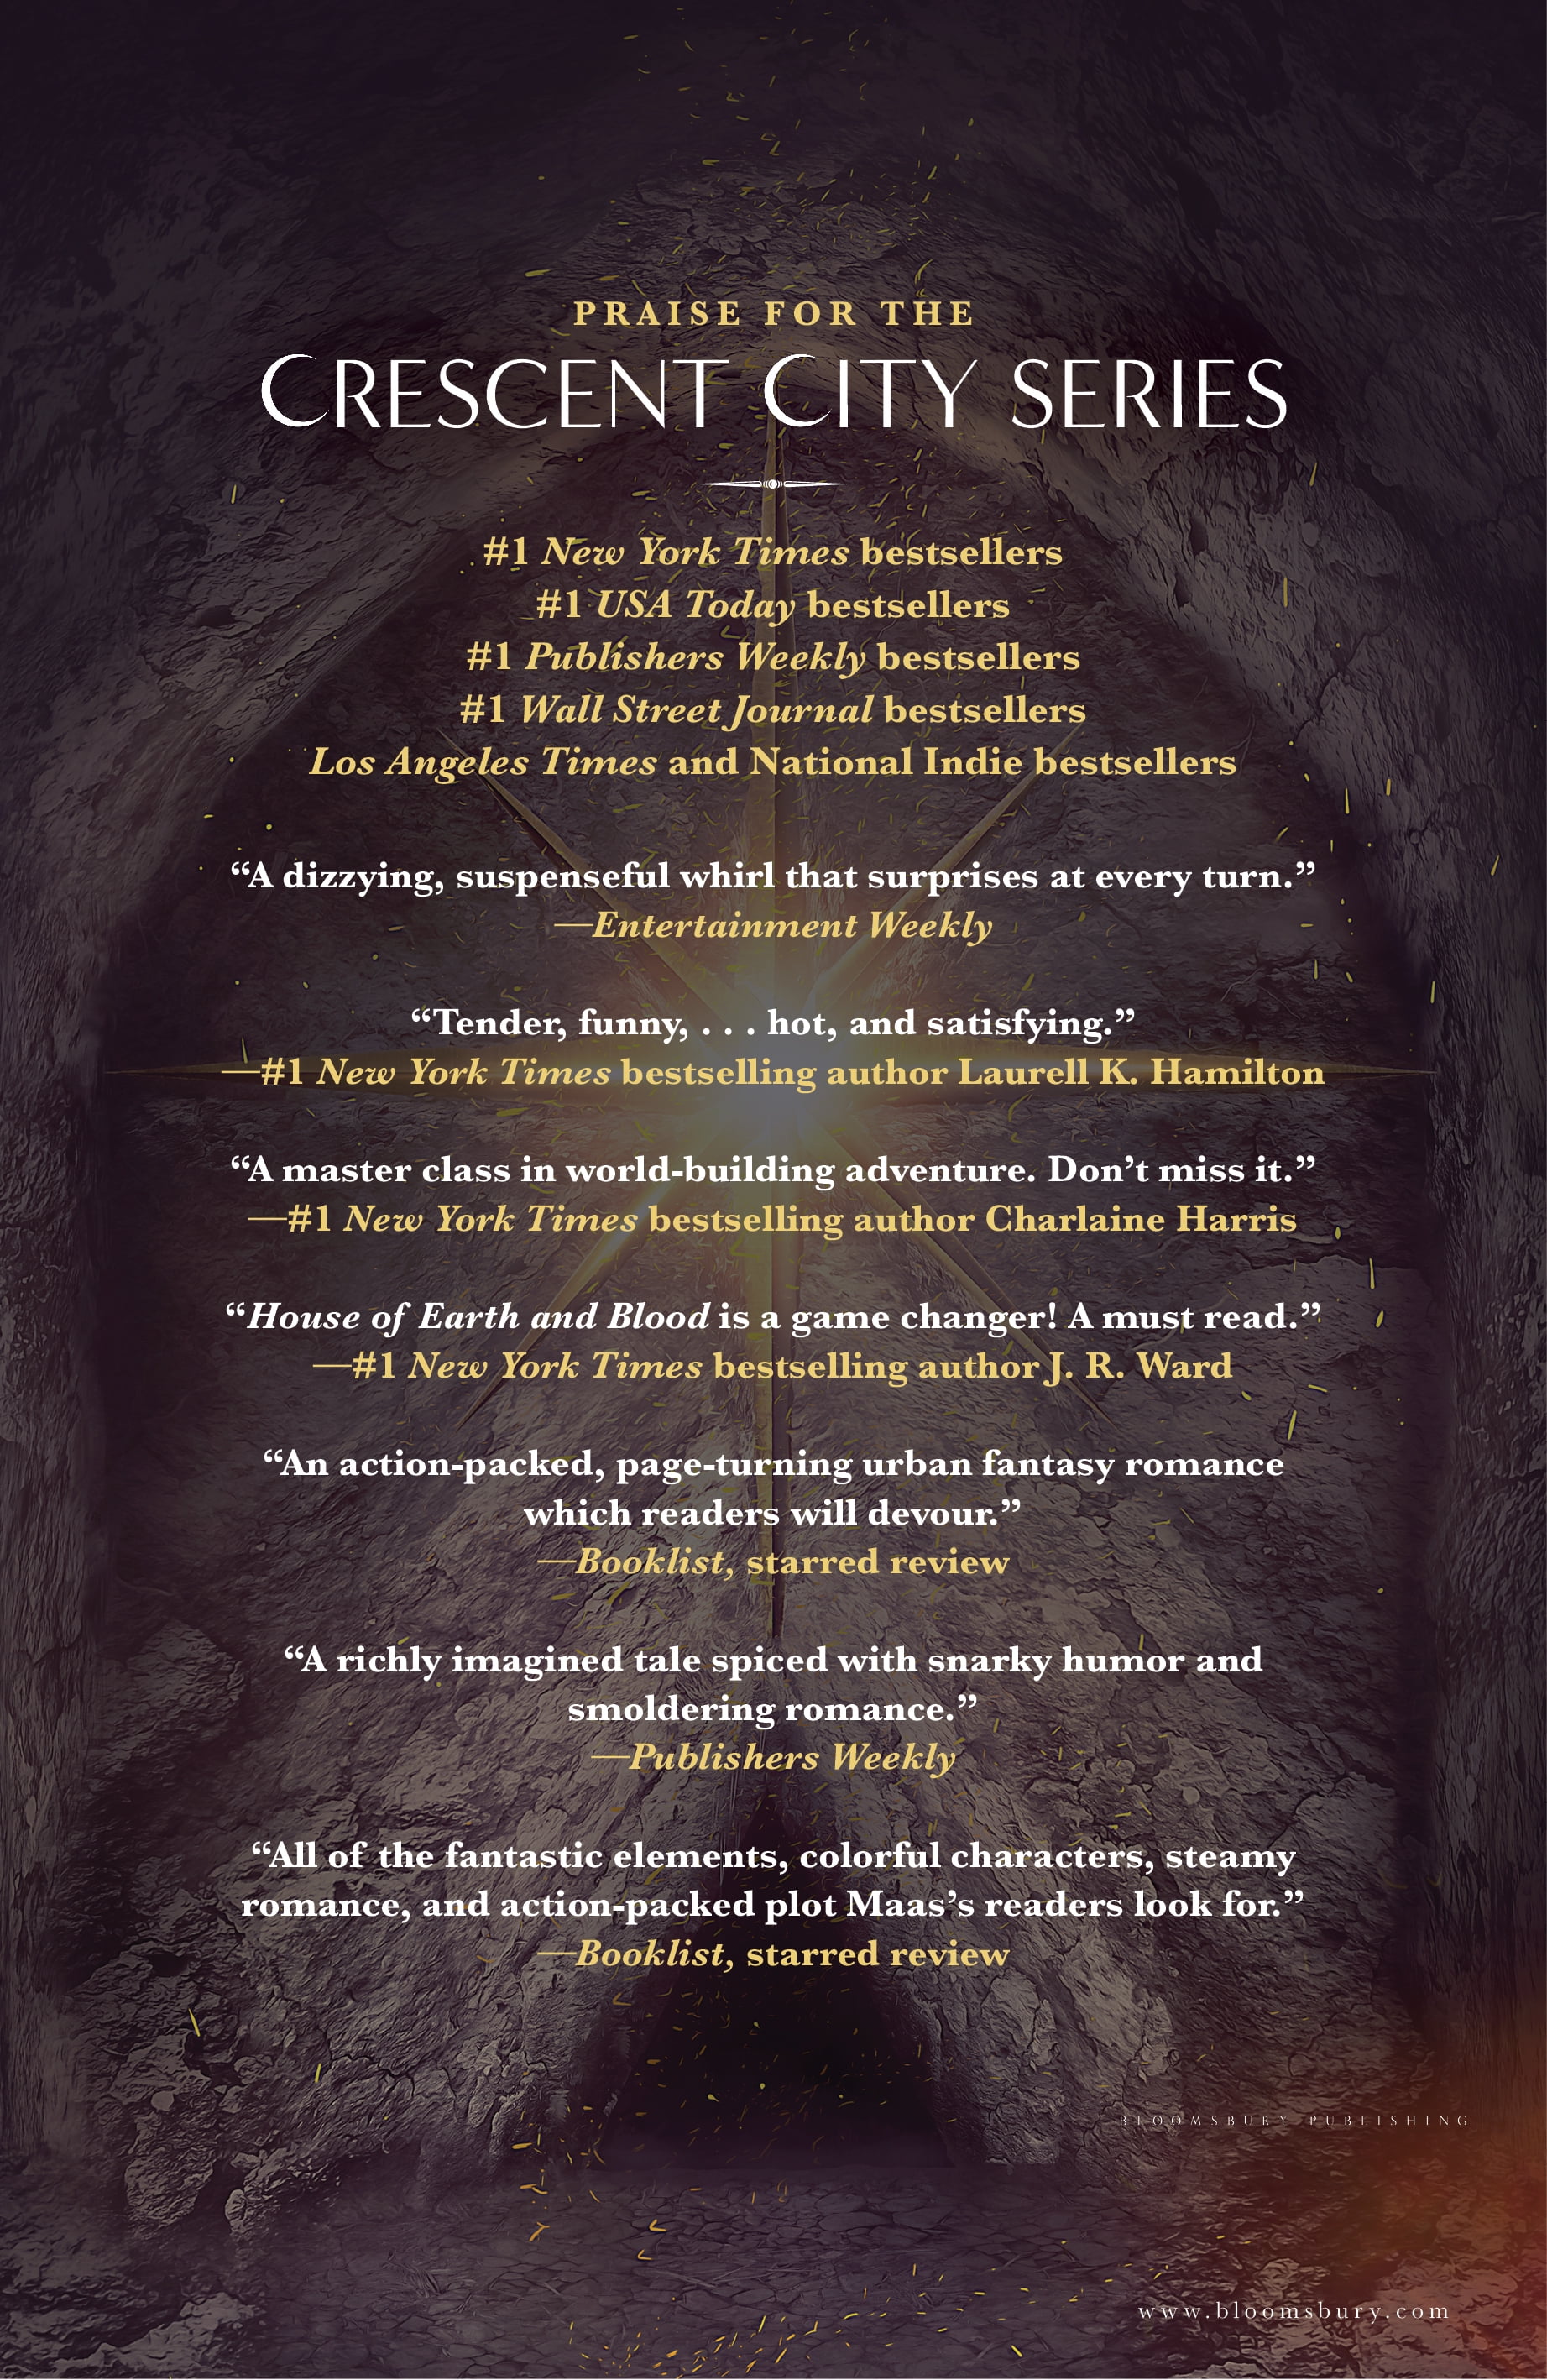 PRAISE FOR THE
CRESCENT CITY SERIES
#1 New York Times bestsellers
#1 USA Today bestsellers
#1 Publishers Weekly bestsellers
#1 Wall Street Journal bestsellers
Los Angeles Times and National Indie bestsellers
“A dizzying, suspenseful whirl that surprises at every turn.”
—Entertainment Weekly
“Tender, funny, . . . hot, and satisfying.”
—#1 New York Times bestselling author Laurell K. Hamilton
“A master class in world-building adventure. Don’t miss it.”
—#1 New York Times bestselling author Charlaine Harris
“House of Earth and Blood is a game changer! A must read.”
—#1 New York Times bestselling author J. R. Ward
“An action-packed, page-turning urban fantasy romance
which readers will devour.”
—Booklist, starred review
“A richly imagined tale spiced with snarky humor and
smoldering romance.”
—Publishers Weekly
“All of the fantastic elements, colorful characters, steamy
romance, and action-packed plot Maas’s readers look for.”
—Booklist, starred review
BLOOMSBURY PUBLISHING
www.bloomsbury.com